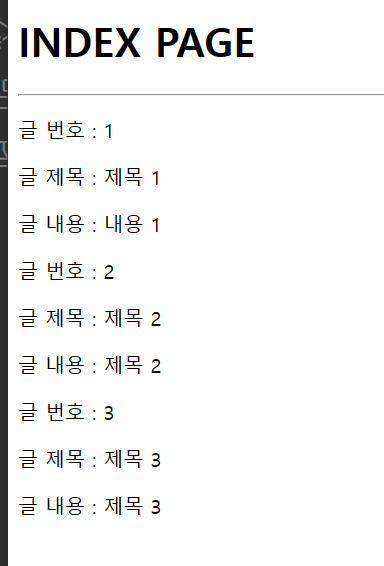 INDEX PAGE
글 번호 : 1
글 제목 : 제목 1
글 내용 : 내용 1
글 번호 : 2
글 제목 : 제목 2
글 내용 : 제목 2
글 번호 : 3
글 제목 : 제목 3
글 내용 : 제목 3